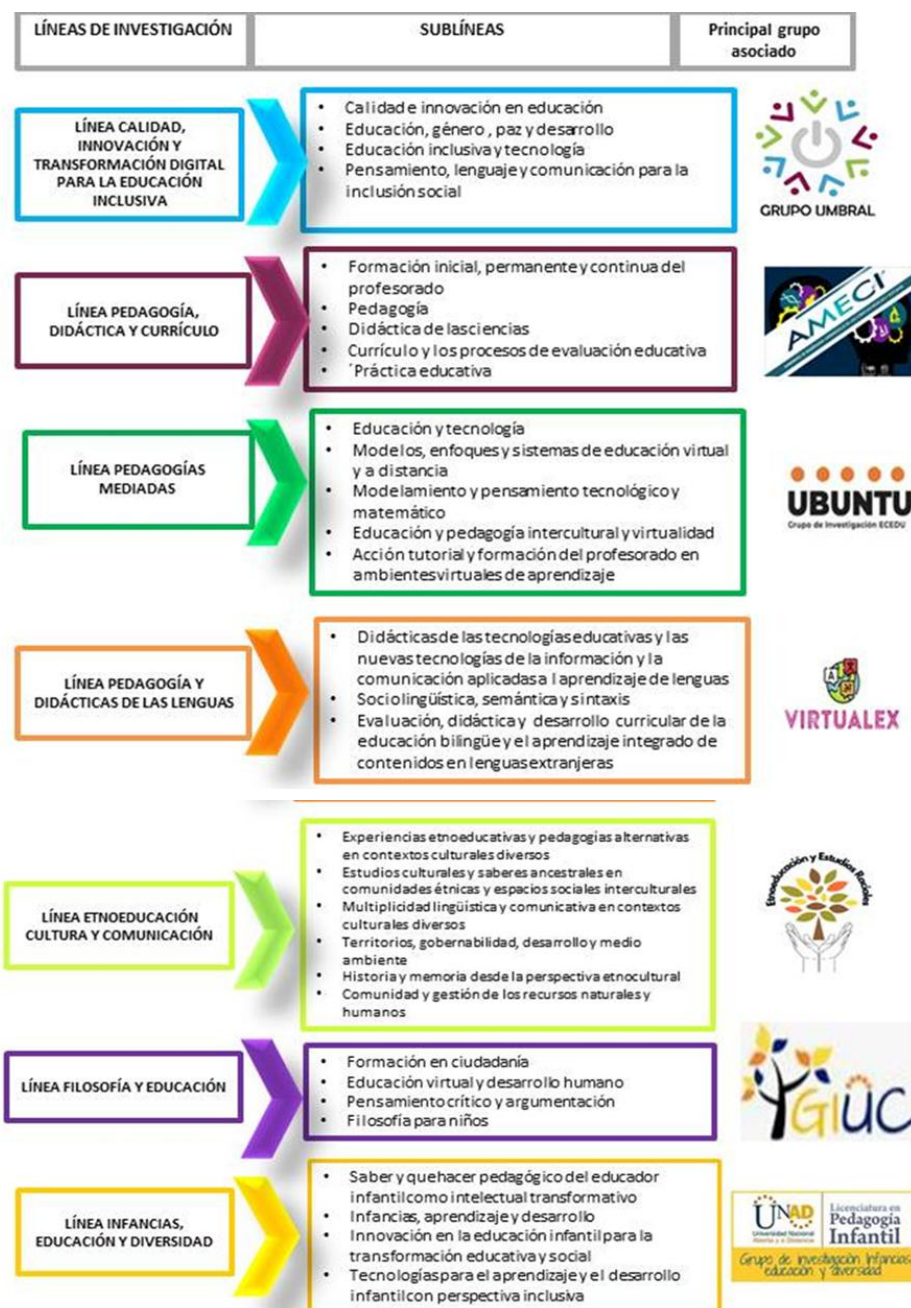 LÍNEAS DE INVESTIGACIÓN
SUBLÍNEAS
Principal grupo
asociado
LÍNEA CALIDAD,
INNOVACIÓN Y
TRANSFORMACIÓN DIGITAL
PARA LA EDUCACIÓN
INCLUSIVA
• Calidad e innovación en educación
• Educación, género , paz y desarrollo
• Educación inclusiva y tecnología
• Pensamiento, lenguaje y comunicación para la
inclusión social
GRUPO UMBRAL
LÍNEA PEDAGOGÍA,
DIDÁCTICA Y CURRÍCULO
• Formación inicial, permanente y continua del
profesorado
• Pedagogía
• Didáctica de las ciencias
• Currículo y los procesos de evaluación educativa
• ´Práctica educativa
AMECI
LÍNEA PEDAGOGÍAS
MEDIADAS
• Educación y tecnología
• Modelos, enfoques y sistemas de educación virtual
y a distancia
• Modelamiento y pensamiento tecnológico y
matemático
• Educación y pedagogía intercultural y virtualidad
• Acción tutorial y formación del profesorado en
ambientes virtuales de aprendizaje
UBUNTU
Grupo de Investigación ECEDU
LÍNEA PEDAGOGÍA Y
DIDÁCTICAS DE LAS LENGUAS
• Didácticas de las tecnologías educativas y las
nuevas tecnologías de la información y la
comunicación aplicadas a l aprendizaje de lenguas
• Sociolingüística, semántica y sintaxis
• Evaluación, didáctica y desarrollo curricular de la
educación bilingüe y el aprendizaje integrado de
contenidos en lenguas extranjeras
VIRTUALEX
LÍNEA ETNOEDUCACIÓN
CULTURA Y COMUNICACIÓN
• Experiencias etnoeducativas y pedagogias alternativas
en contextos culturales diversos
• Estudios culturales y saberes ancestrales en
comunidades étnicas y espacios sociales interculturales
• Multiplicidad lingüística y comunicativa en contextos
culturales diversos
• Territorios, gobernabilidad, desarrollo y medio
ambiente
• Historia y memoria desde la perspectiva etnocultural
• Comunidad y gestión de los recursos naturales y
humanos
Etnoeducación y Estudios Raciales
LÍNEA FILOSOFÍA Y EDUCACIÓN
• Formación en ciudadanía
• Educación virtual y desarrollo humano
• Pensamiento crítico y argumentación
• Filosofía para niños
GIUC
LÍNEA INFANCIAS,
EDUCACIÓN Y DIVERSIDAD
• Saber y quehacer pedagógico del educador
infantil como intelectual transformativo
• Infancias, aprendizaje y desarrollo
• Innovación en la educación infantil para la
transformación educativa y social
• Tecnologías para el aprendizaje y el desarrollo
infantil con perspectiva inclusiva
UNAD
Universidad Nacional
Abierta y a Distancia
Licenciatura en
Pedagogía
Infantil
Grupo de investigación Infancias
educación y diversidad